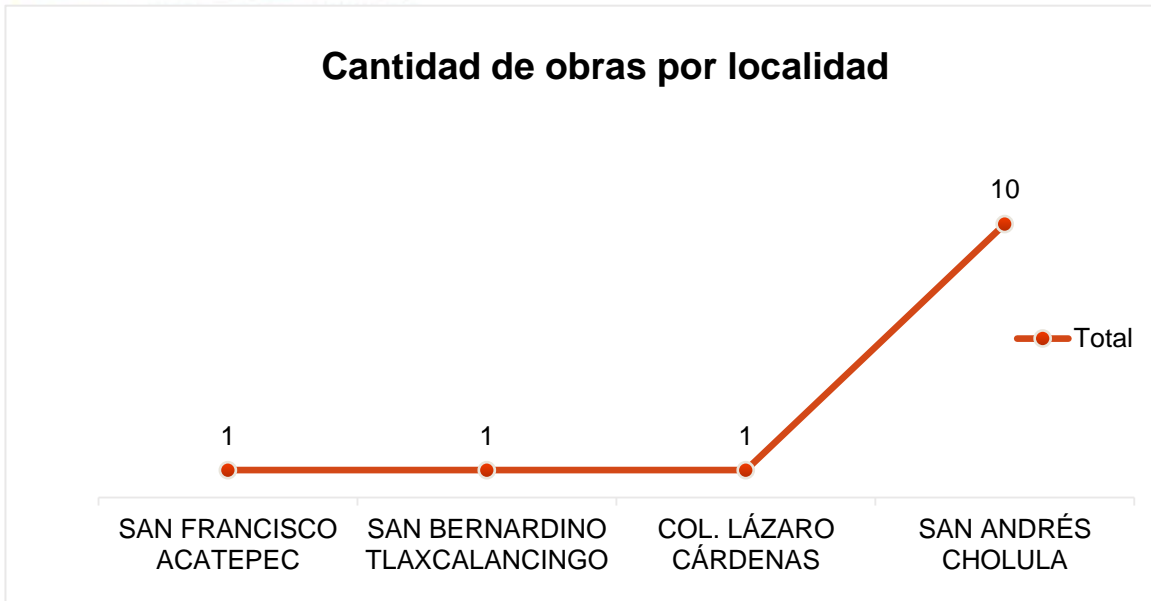 Cantidad de obras por localidad
10
Total
1
1
1
SAN FRANCISCO
ACATEPEC
SAN BERNARDINO
TLAXCALANCINGO
COL. LÁZARO
CÁRDENAS
SAN ANDRÉS
CHOLULA